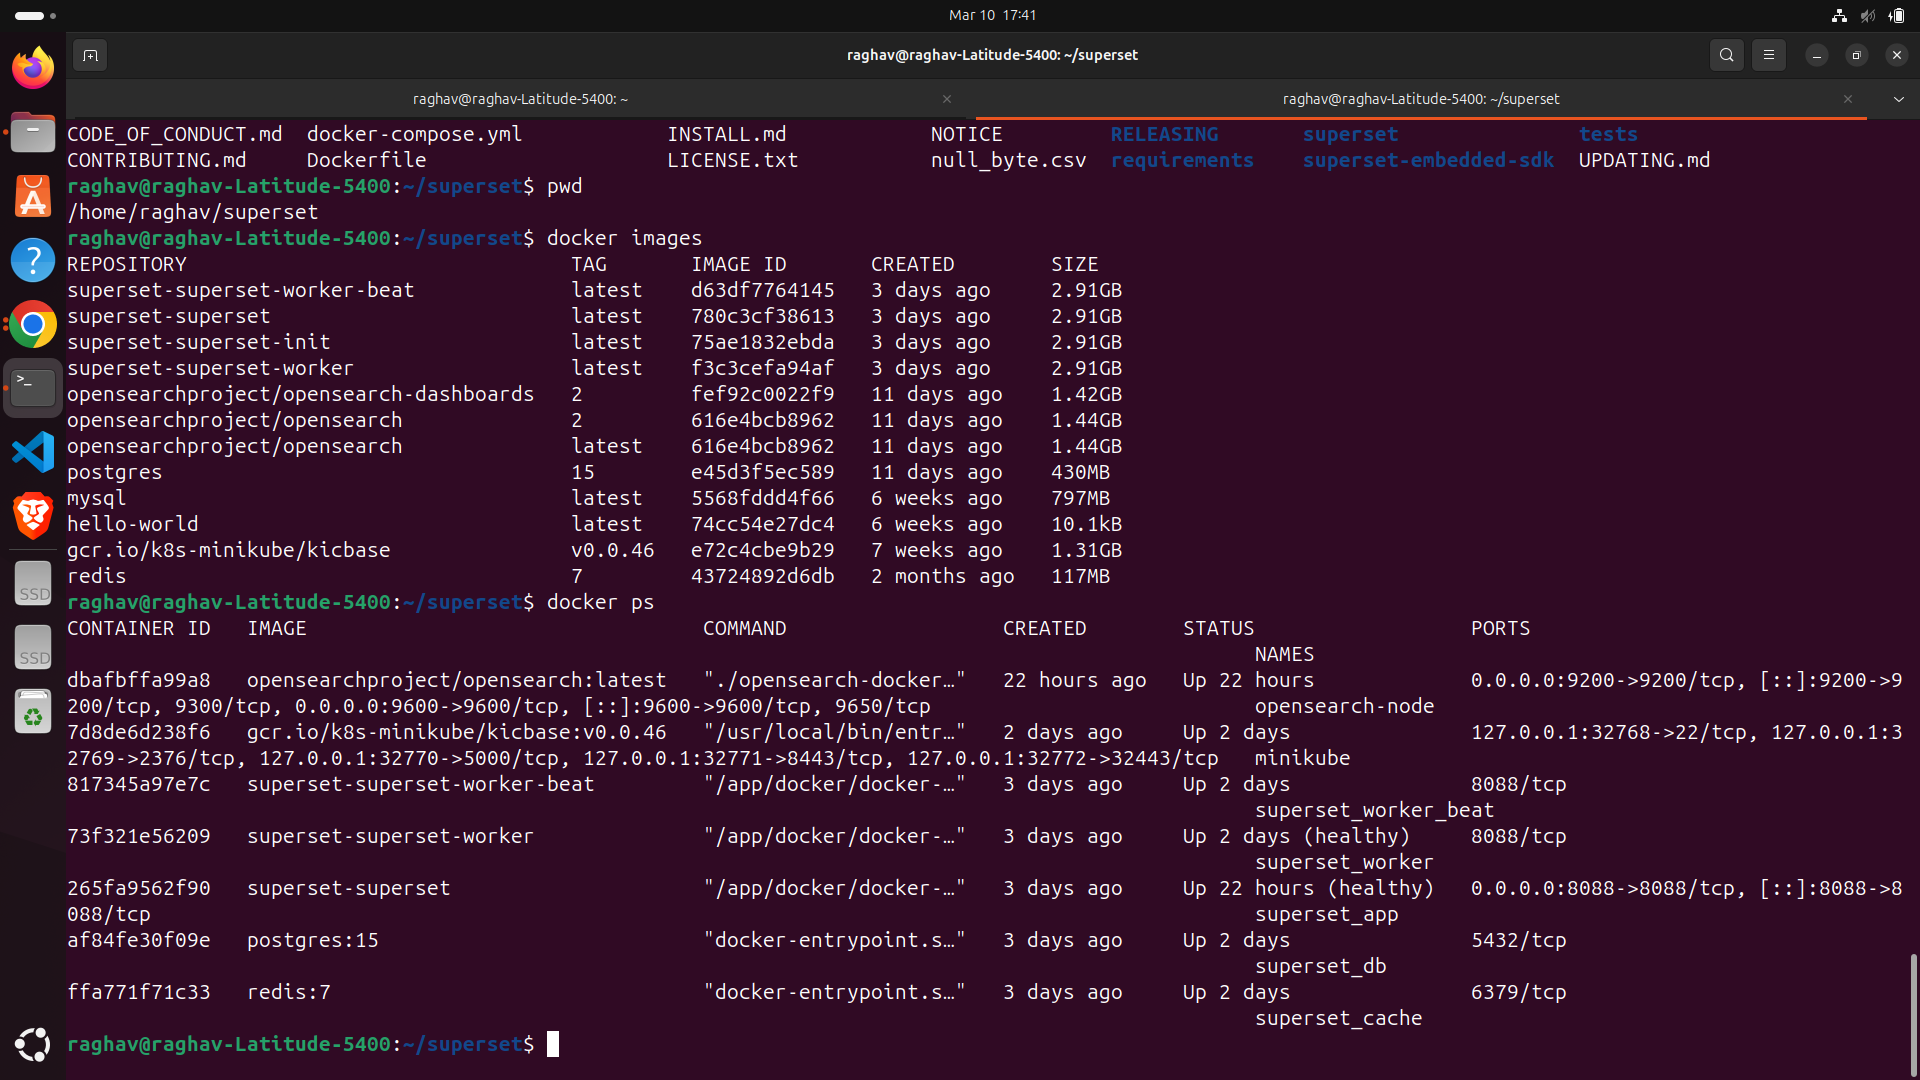 Mar 10 17:41
raghav@raghav-Latitude-5400: ~/superset
raghav@raghav-Latitude-5400: ~
raghav@raghav-Latitude-5400: ~/superset
CODE_OF_CONDUCT.md docker-compose.yml INSTALL.md NOTICE RELEASING superset tests
CONTRIBUTING.md Dockerfile LICENSE.txt null_byte.csv requirements superset-embedded-sdk UPDATING.md
raghav@raghav-Latitude-5400:~/superset$ pwd
/home/raghav/superset
raghav@raghav-Latitude-5400:~/superset$ docker images
REPOSITORY TAG IMAGE ID CREATED SIZE
superset-superset-worker-beat latest d63df7764145 3 days ago 2.91GB
superset-superset latest 780c3cf38613 3 days ago 2.91GB
superset-superset-init latest 75ae1832ebda 3 days ago 2.91GB
superset-superset-worker latest f3c3cefa94af 3 days ago 2.91GB
opensearchproject/opensearch-dashboards 2 fef92c0022f9 11 days ago 1.42GB
opensearchproject/opensearch 2 616e4bcb8962 11 days ago 1.44GB
opensearchproject/opensearch latest 616e4bcb8962 11 days ago 1.44GB
postgres 15 e45d3f5ec589 11 days ago 430MB
mysql latest 5568fddd4f66 6 weeks ago 797MB
hello-world latest 74cc54e27dc4 6 weeks ago 10.1kB
gcr.io/k8s-minikube/kicbase v0.0.46 e72c4cbe9b29 7 weeks ago 1.31GB
redis 7 43724892d6db 2 months ago 117MB
raghav@raghav-Latitude-5400:~/superset$ docker ps
CONTAINER ID IMAGE COMMAND CREATED STATUS PORTS
NAMES
dbafbffa99a8 opensearchproject/opensearch:latest "./opensearch-docker…" 22 hours ago Up 22 hours 0.0.0.0:9200->9200/tcp, [::]:9200->9
200/tcp, 9300/tcp, 0.0.0.0:9600->9600/tcp, [::]:9600->9600/tcp, 9650/tcp opensearch-node
7d8de6d238f6 gcr.io/k8s-minikube/kicbase:v0.0.46 "/usr/local/bin/entr…" 2 days ago Up 2 days 127.0.0.1:32768->22/tcp, 127.0.0.1:3
2769->2376/tcp, 127.0.0.1:32770->5000/tcp, 127.0.0.1:32771->8443/tcp, 127.0.0.1:32772->32443/tcp minikube
817345a97e7c superset-superset-worker-beat "/app/docker/docker-…" 3 days ago Up 2 days 8088/tcp
superset_worker_beat
73f321e56209 superset-superset-worker "/app/docker/docker-…" 3 days ago Up 2 days (healthy) 8088/tcp
superset_worker
265fa9562f90 superset-superset "/app/docker/docker-…" 3 days ago Up 22 hours (healthy) 0.0.0.0:8088->8088/tcp, [::]:8088->8
088/tcp superset_app
af84fe30f09e postgres:15 "docker-entrypoint.s…" 3 days ago Up 2 days 5432/tcp
superset_db
ffa771f71c33 redis:7 "docker-entrypoint.s…" 3 days ago Up 2 days 6379/tcp
superset_cache
raghav@raghav-Latitude-5400:~/superset$
SSD
SSD